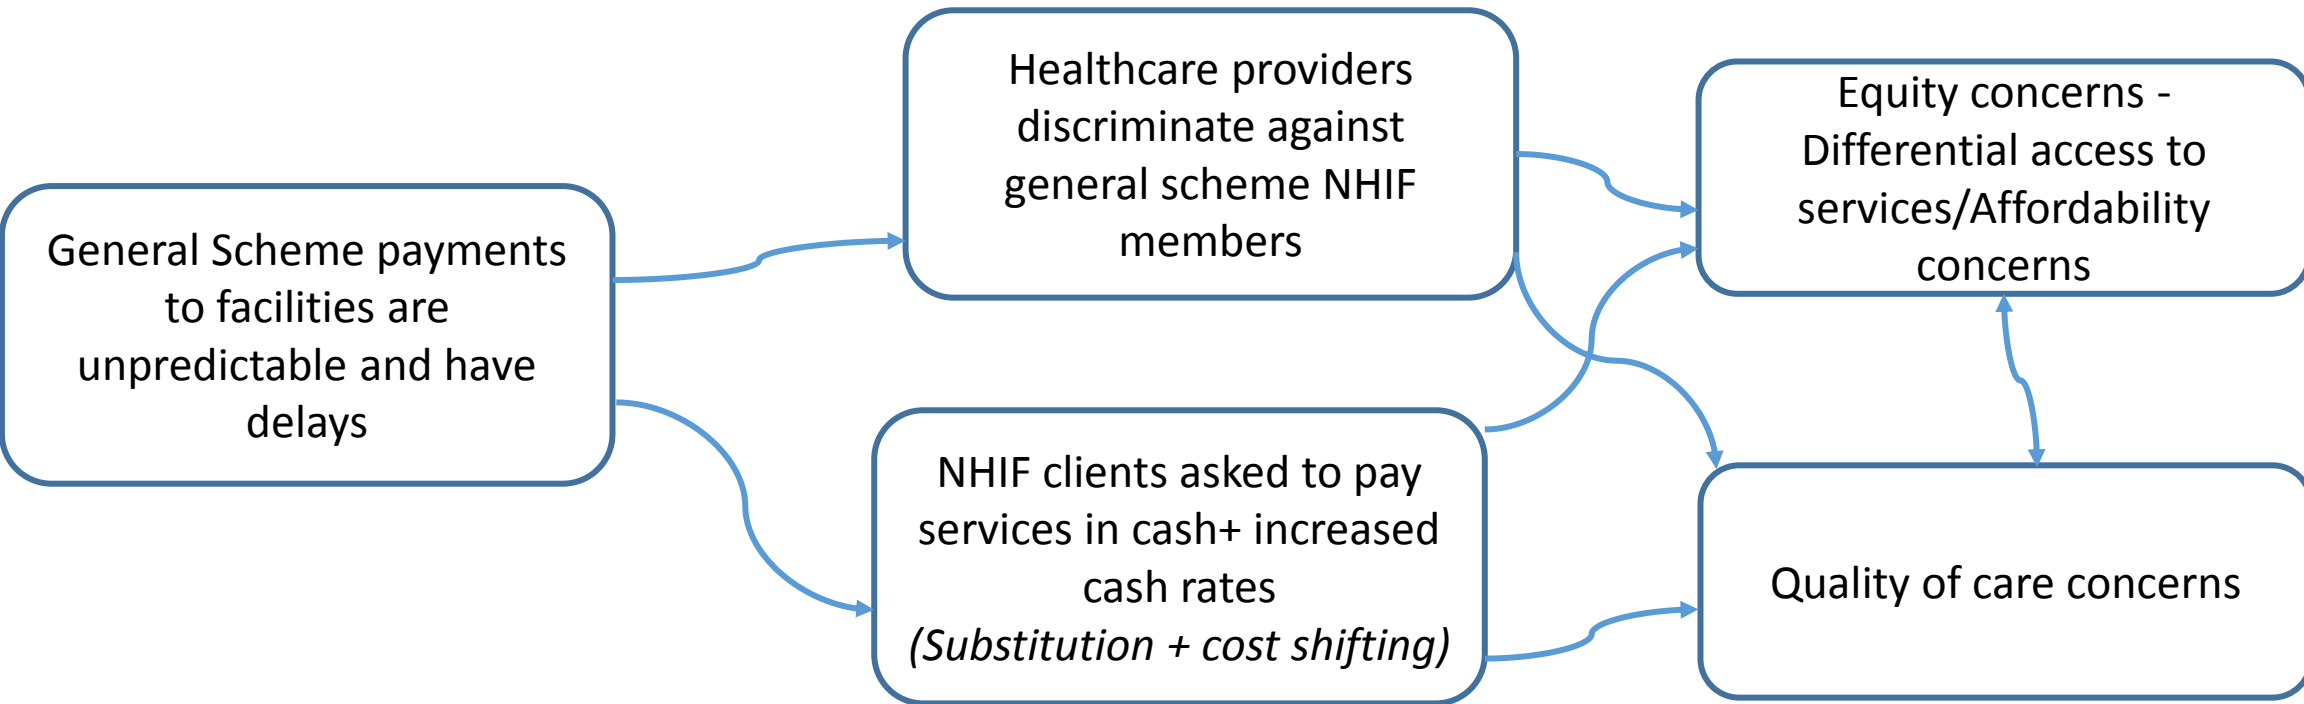 General Scheme payments
to facilities are
unpredictable and have
delays
Healthcare providers
discriminate against
general scheme NHIF
members
NHIF clients asked to pay
services in cash+ increased
cash rates
(Substitution + cost shifting)
Equity concerns -
Differential access to
services/Affordability
concerns
Quality of care concerns